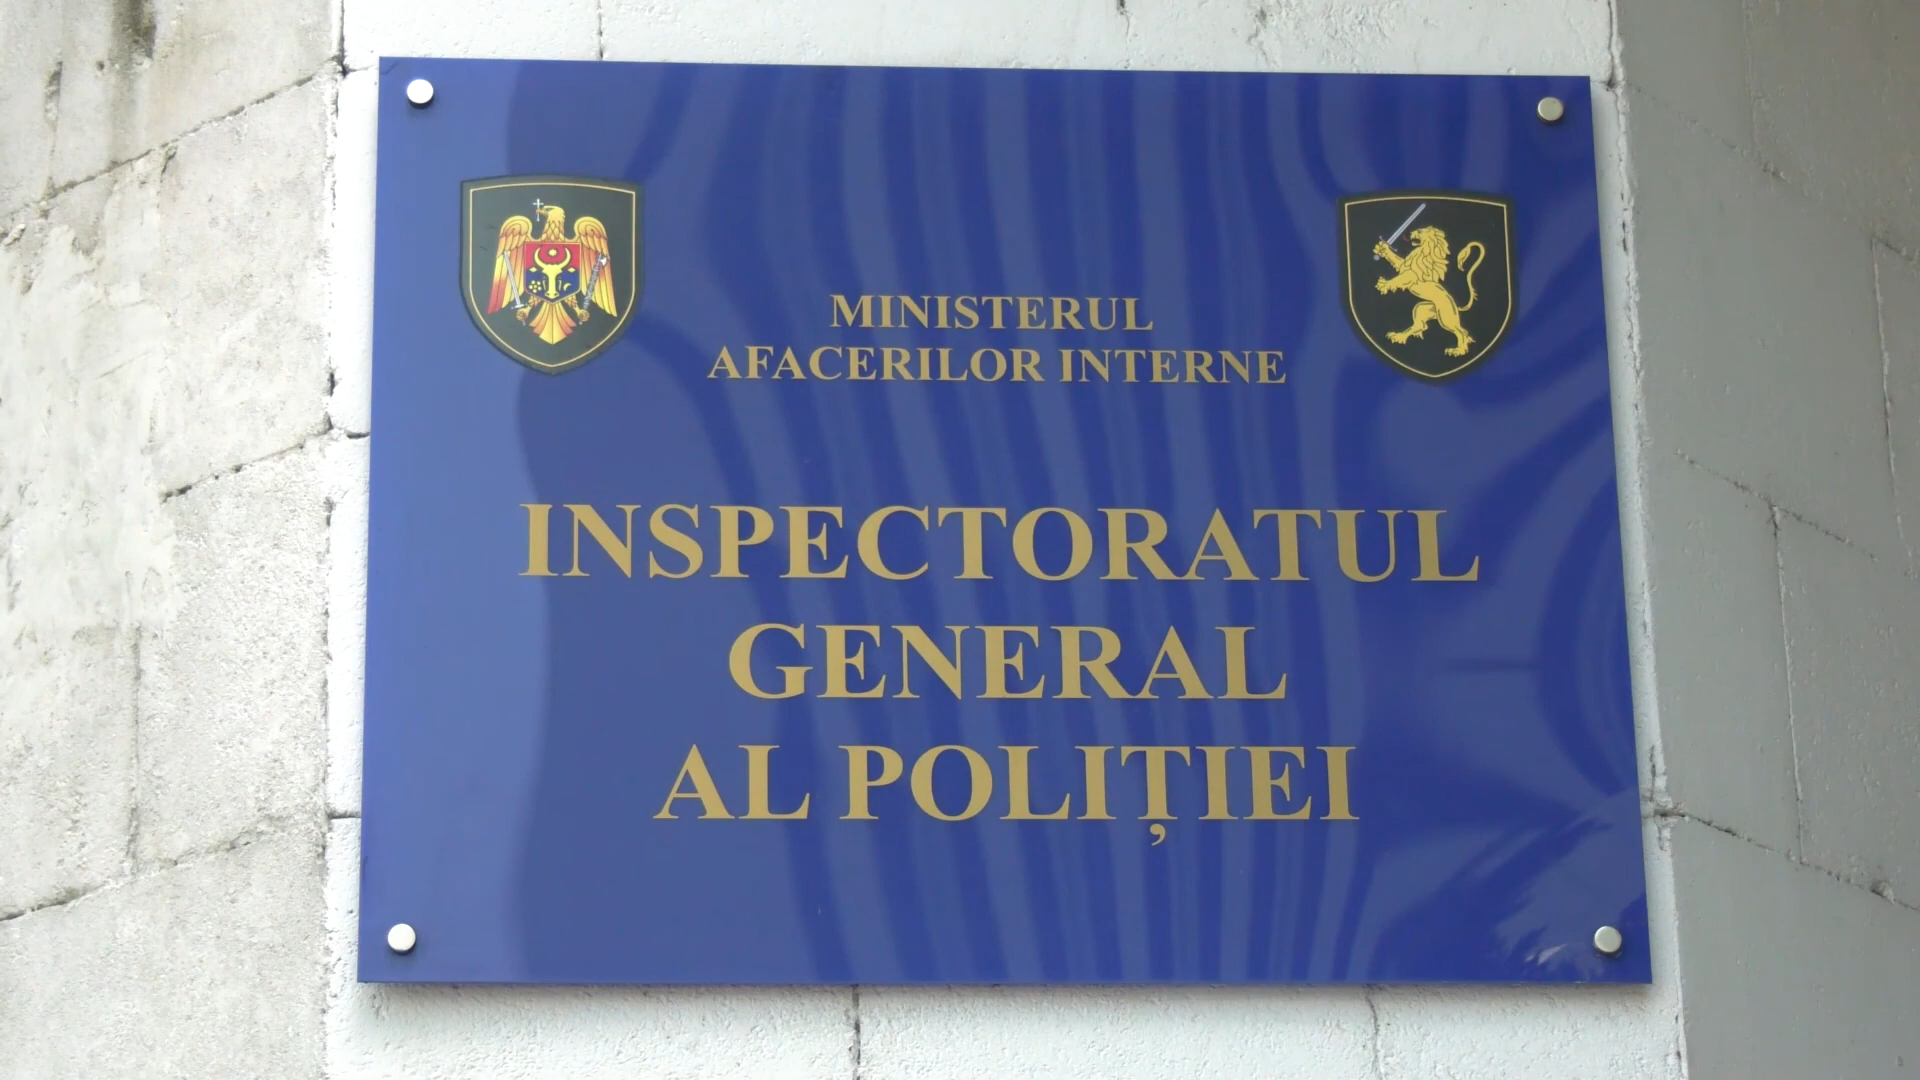 MINISTERUL
AFACERILOR INTERNE
INSPECTORATUL
GENERAL
AL POLIȚIEI